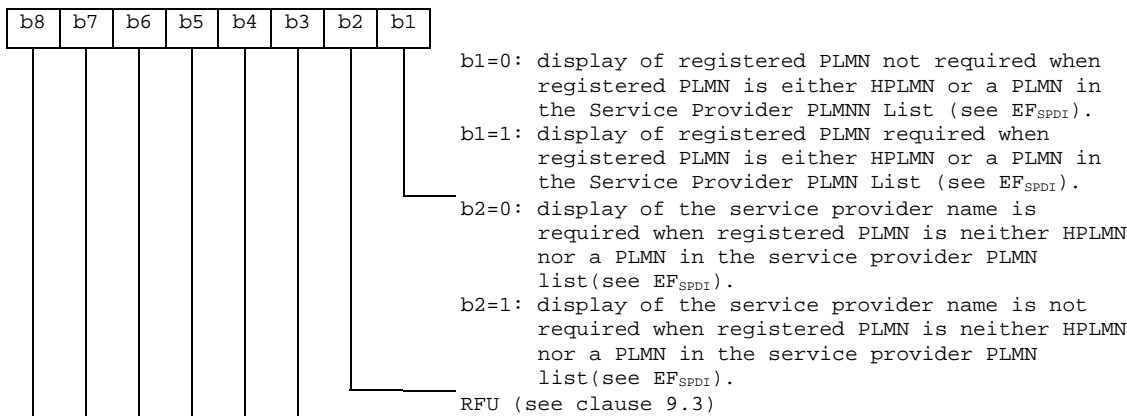 b8 b7 b6 b5 b4 b3 b2 b1
b1=0: display of registered PLMN not required when
registered PLMN is either HPLMN or a PLMN in
the Service Provider PLMNN List (see EFSPDI).
b1=1: display of registered PLMN required when
registered PLMN is either HPLMN or a PLMN in
the Service Provider PLMN List (see EFSPDI).
b2=0: display of the service provider name is
required when registered PLMN is neither HPLMN
nor a PLMN in the service provider PLMN
list(see EFSPDI).
b2=1: display of the service provider name is not
required when registered PLMN is neither HPLMN
nor a PLMN in the service provider PLMN
list(see EFSPDI).
RFU (see clause 9.3)